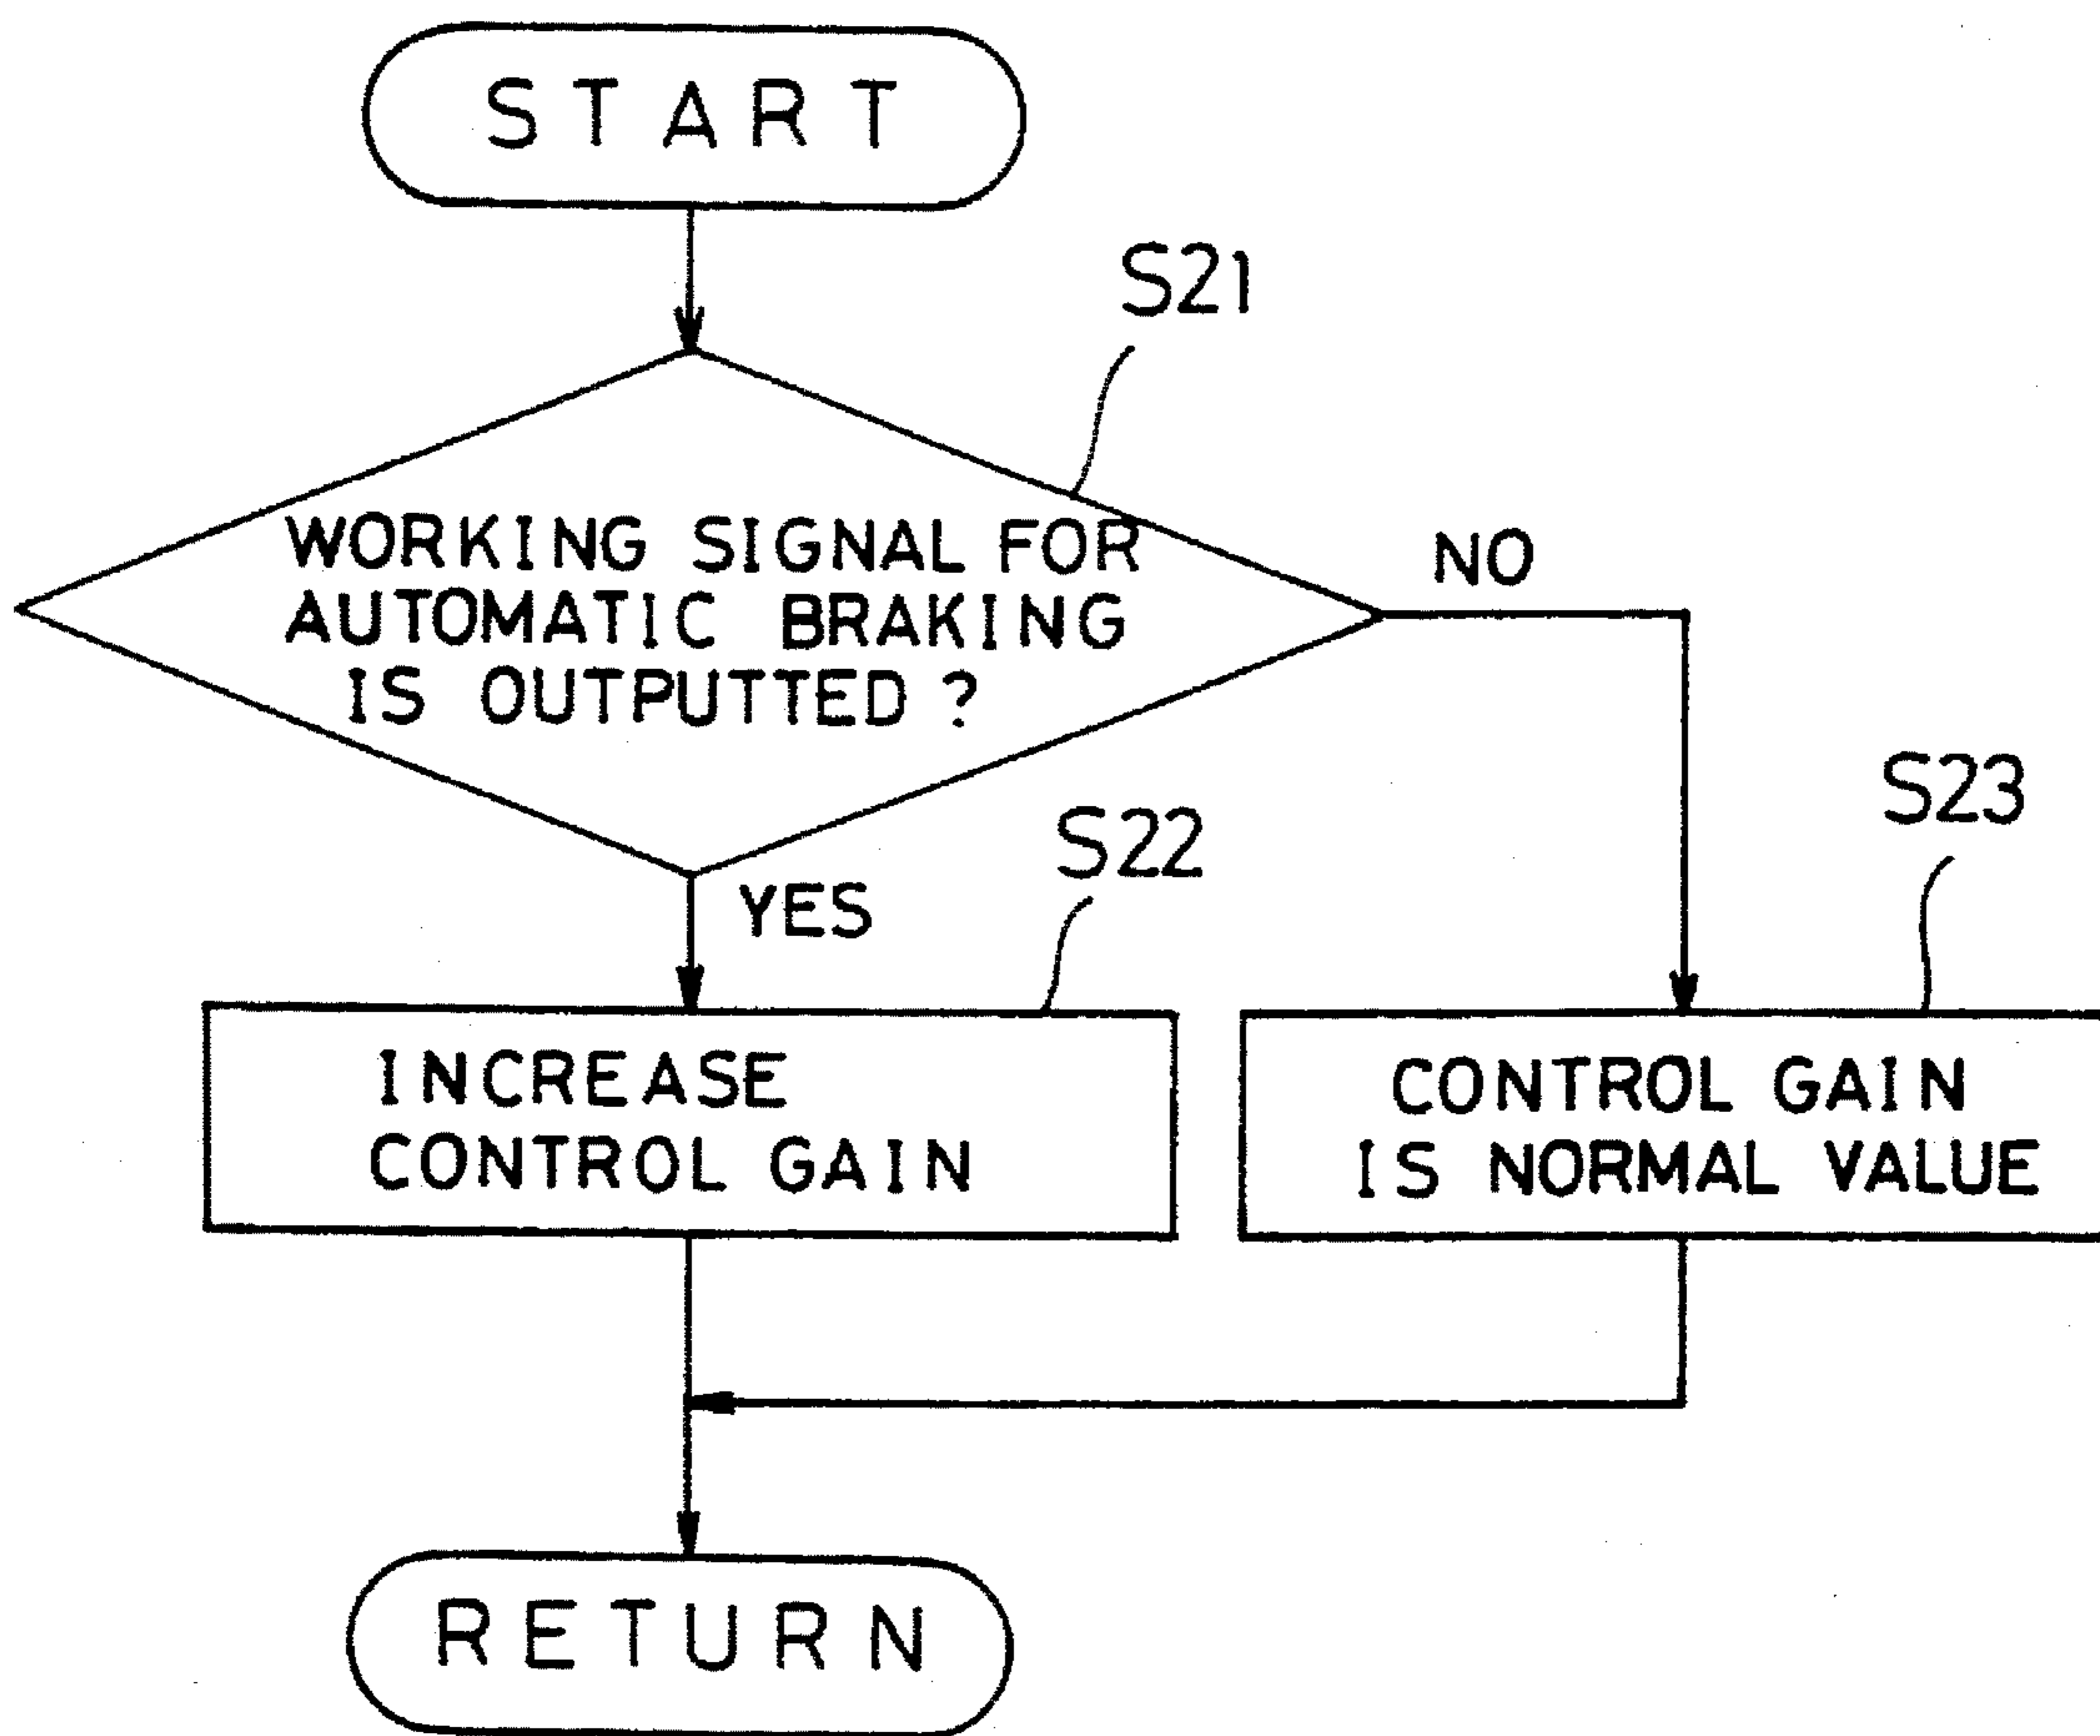 START
S21
WORKING SIGNAL FOR
AUTOMATIC BRAKING
IS OUTPUTTED ?
NO
YES
S22
S23
INCREASE
CONTROL GAIN
CONTROL GAIN
IS NORMAL VALUE
RETURN